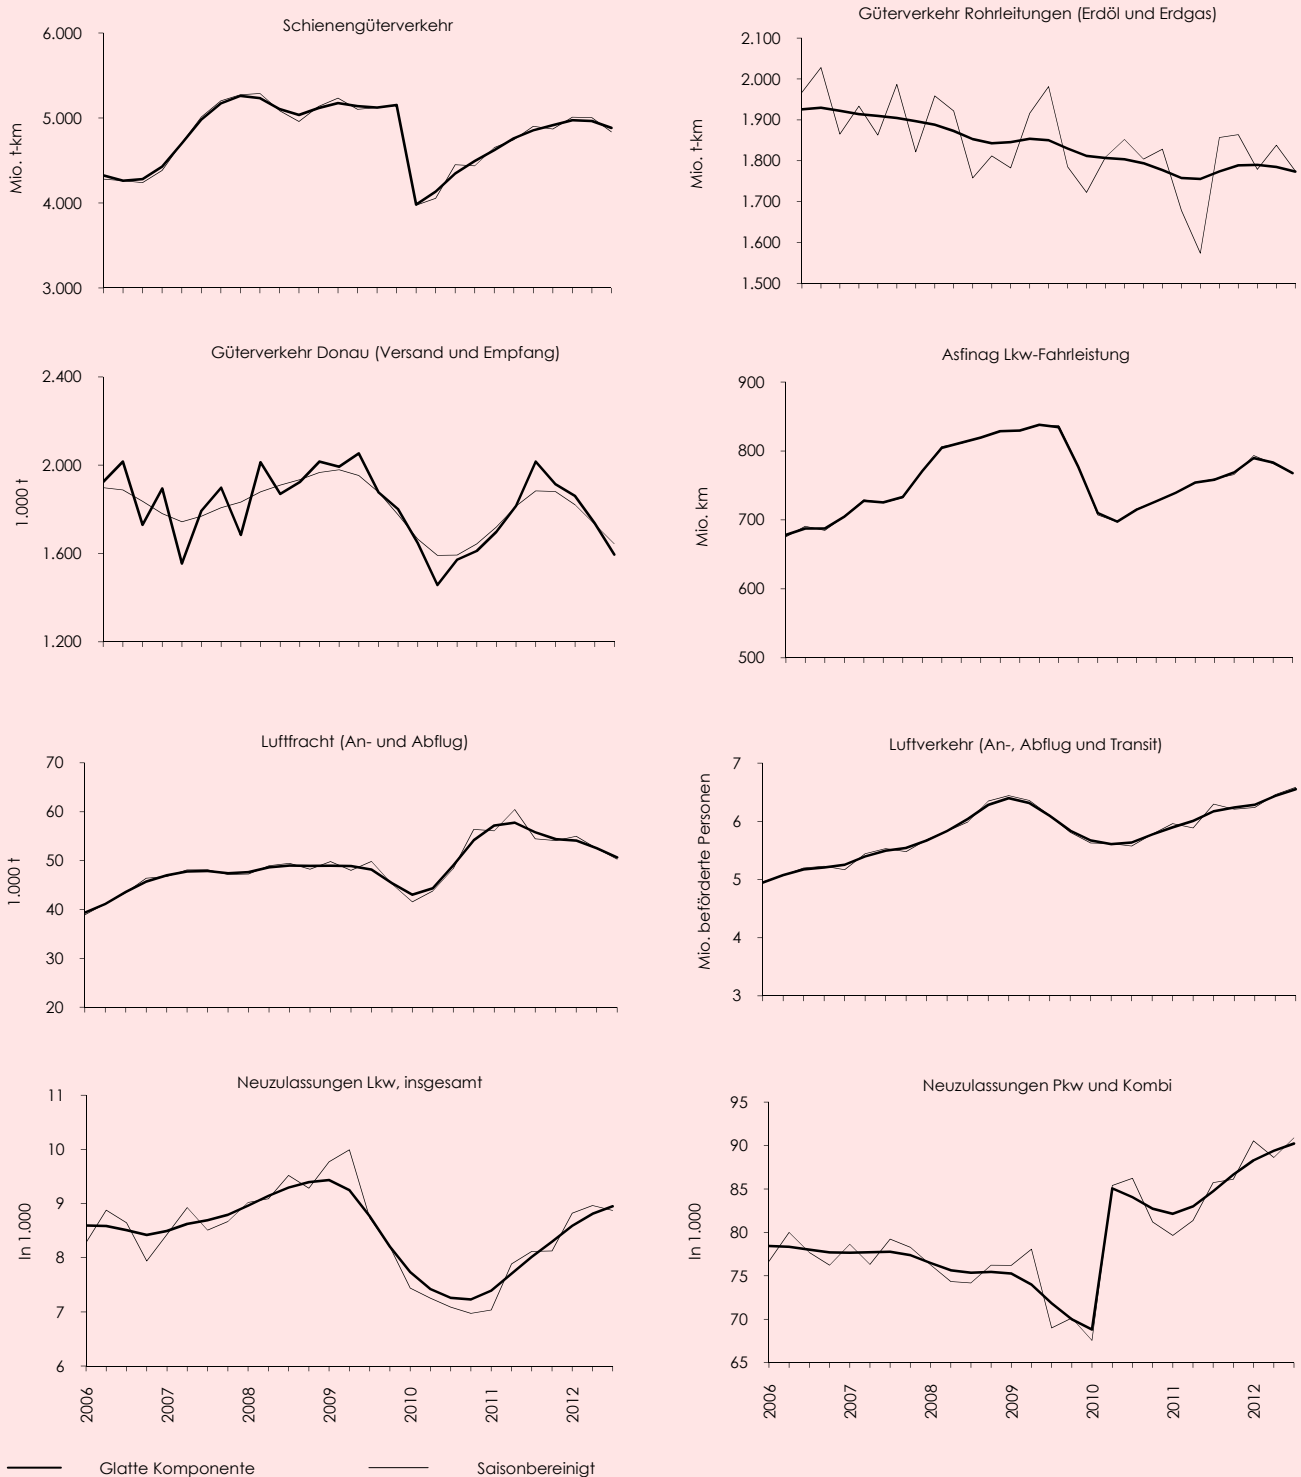 Schienengüterverkehr
6.000
5.000
4.000
3.000
Mio. t-km
Güterverkehr Rohrleitungen (Erdöl und Erdgas)
2.100
2.000
1.900
1.800
1.700
1.600
1.500
Mio. t-km
Güterverkehr Donau (Versand und Empfang)
2.400
2.000
1.600
1.200
1.000 t
Asfinag Lkw-Fahrleistung
900
800
700
600
500
Mio. km
Luftfracht (An- und Abflug)
70
60
50
40
30
20
1.000 t
Luftverkehr (An-, Abflug und Transit)
7
6
5
4
3
Mio. beförderte Personen
Neuzulassungen Lkw, insgesamt
11
10
9
8
7
6
In 1.000
2006 2007 2008 2009 2010 2011 2012
Neuzulassungen Pkw und Kombi
95
90
85
80
75
70
65
In 1.000
2006 2007 2008 2009 2010 2011 2012
Glatte Komponente Saisonbereinigt